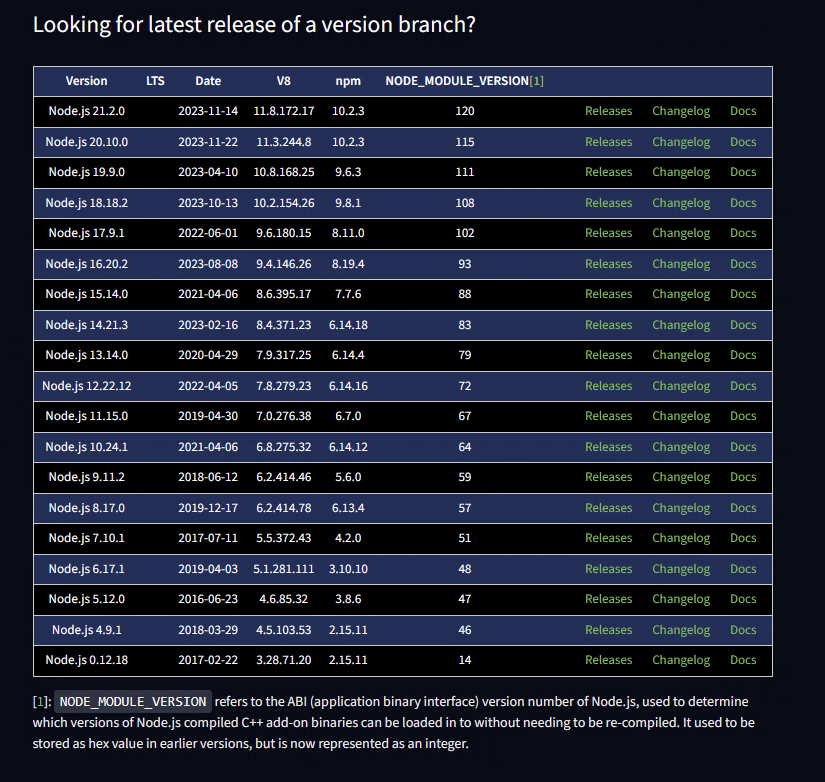 Looking for latest release of a version branch?
Version LTS Date V8 npm NODE_MODULE_VERSION[1]
Node.js 21.2.0 2023-11-14 11.8.172.17 10.2.3 120 Releases Changelog Docs
Node.js 20.10.0 2023-11-22 11.3.244.8 10.2.3 115 Releases Changelog Docs
Node.js 19.9.0 2023-04-10 10.8.168.25 9.6.3 111 Releases Changelog Docs
Node.js 18.18.2 2023-10-13 10.2.154.26 9.8.1 108 Releases Changelog Docs
Node.js 17.9.1 2022-06-01 9.6.180.15 8.11.0 102 Releases Changelog Docs
Node.js 16.20.2 2023-08-08 9.4.146.26 8.19.4 93 Releases Changelog Docs
Node.js 15.14.0 2021-04-06 8.6.395.17 7.7.6 88 Releases Changelog Docs
Node.js 14.21.3 2023-02-16 8.4.371.23 6.14.18 83 Releases Changelog Docs
Node.js 13.14.0 2020-04-29 7.9.317.25 6.14.4 79 Releases Changelog Docs
Node.js 12.22.12 2022-04-05 7.8.279.23 6.14.16 72 Releases Changelog Docs
Node.js 11.15.0 2019-04-30 7.0.276.38 6.7.0 67 Releases Changelog Docs
Node.js 10.24.1 2021-04-06 6.8.275.32 6.14.12 64 Releases Changelog Docs
Node.js 9.11.2 2018-06-12 6.2.414.46 5.6.0 59 Releases Changelog Docs
Node.js 8.17.0 2019-12-17 6.2.414.78 6.13.4 57 Releases Changelog Docs
Node.js 7.10.1 2017-07-11 5.5.372.43 4.2.0 51 Releases Changelog Docs
Node.js 6.17.1 2019-04-03 5.1.281.111 3.10.10 48 Releases Changelog Docs
Node.js 5.12.0 2016-06-23 4.6.85.32 3.8.6 47 Releases Changelog Docs
Node.js 4.9.1 2018-03-29 4.5.103.53 2.15.11 46 Releases Changelog Docs
Node.js 0.12.18 2017-02-22 3.28.71.20 2.15.11 14 Releases Changelog Docs
[1]: NODE_MODULE_VERSION refers to the ABI (application binary interface) version number of Node.js, used to determine
which versions of Node.js compiled C++ add-on binaries can be loaded in to without needing to be re-compiled. It used to be
stored as hex value in earlier versions, but is now represented as an integer.